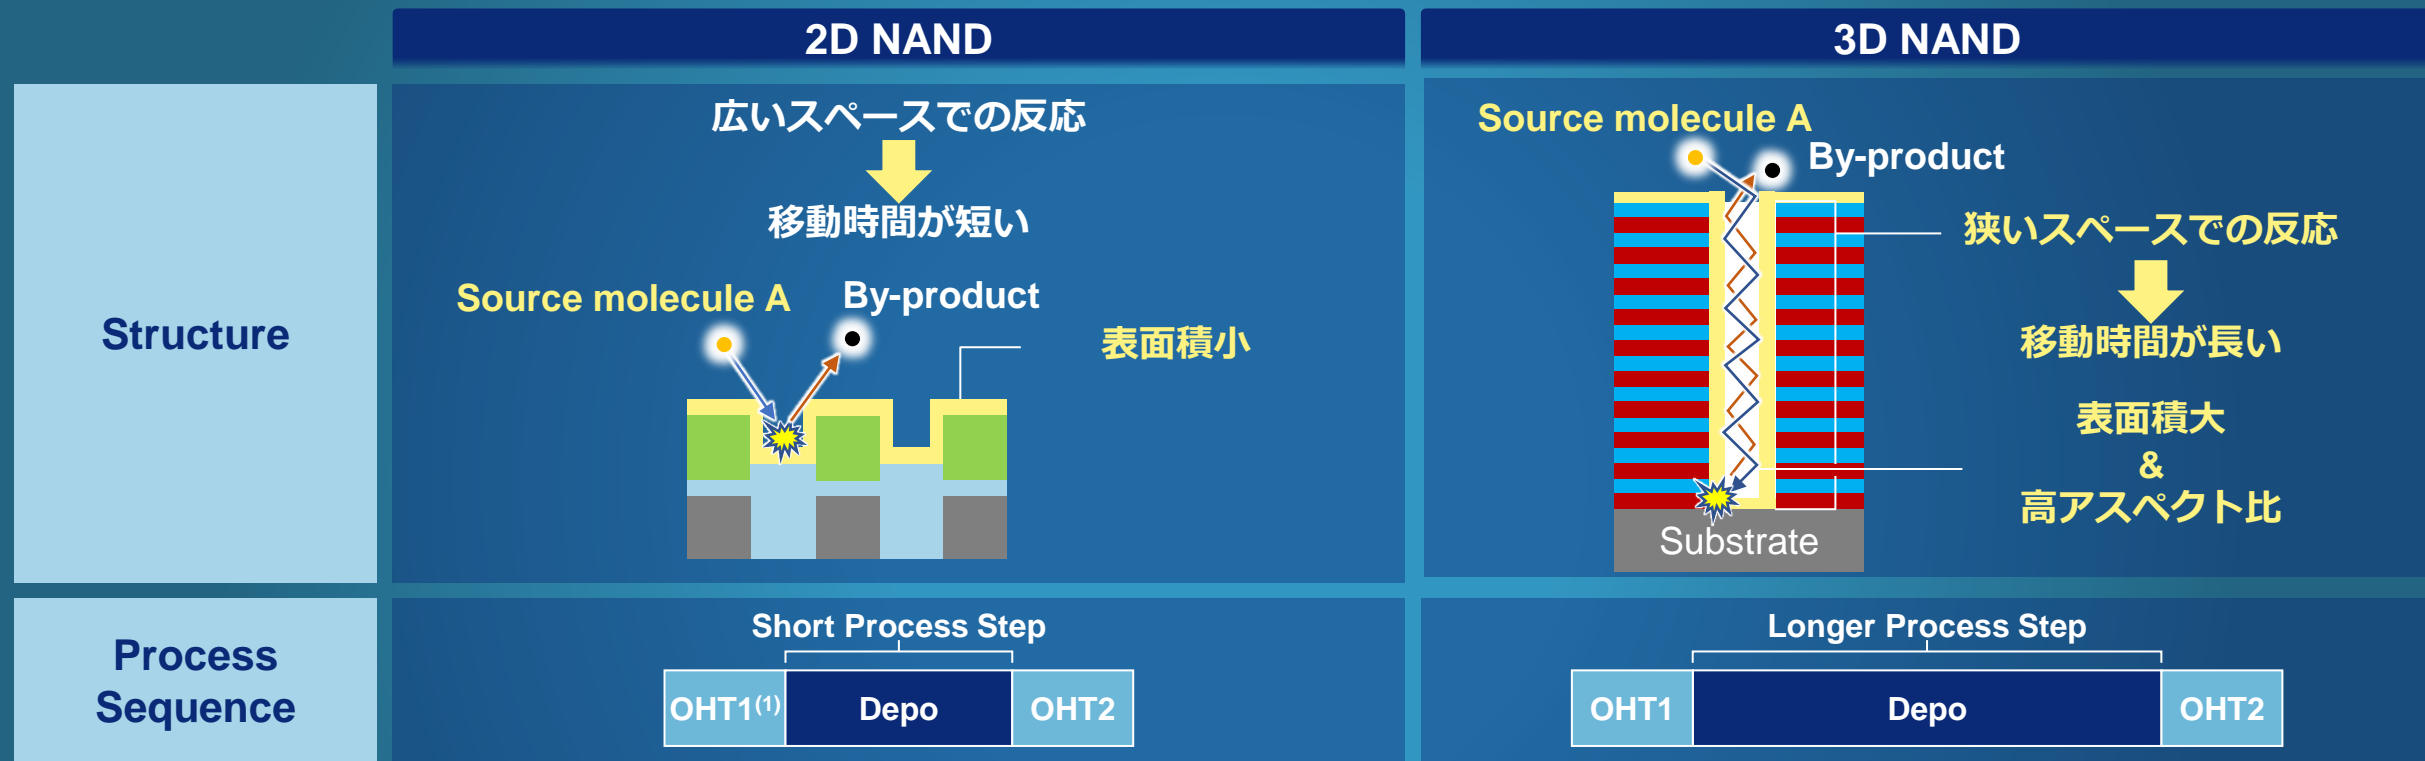 2D NAND
3D NAND
Structure
広いスペースでの反応
移動時間が短い
Source molecule A
By-product
表面積小
Source molecule A
By-product
狭いスペースでの反応
移動時間が長い
表面積大
&
高アスペクト比
Substrate
Process
Sequence
Short Process Step
OHT1(1)
Depo
OHT2
Longer Process Step
OHT1
Depo
OHT2